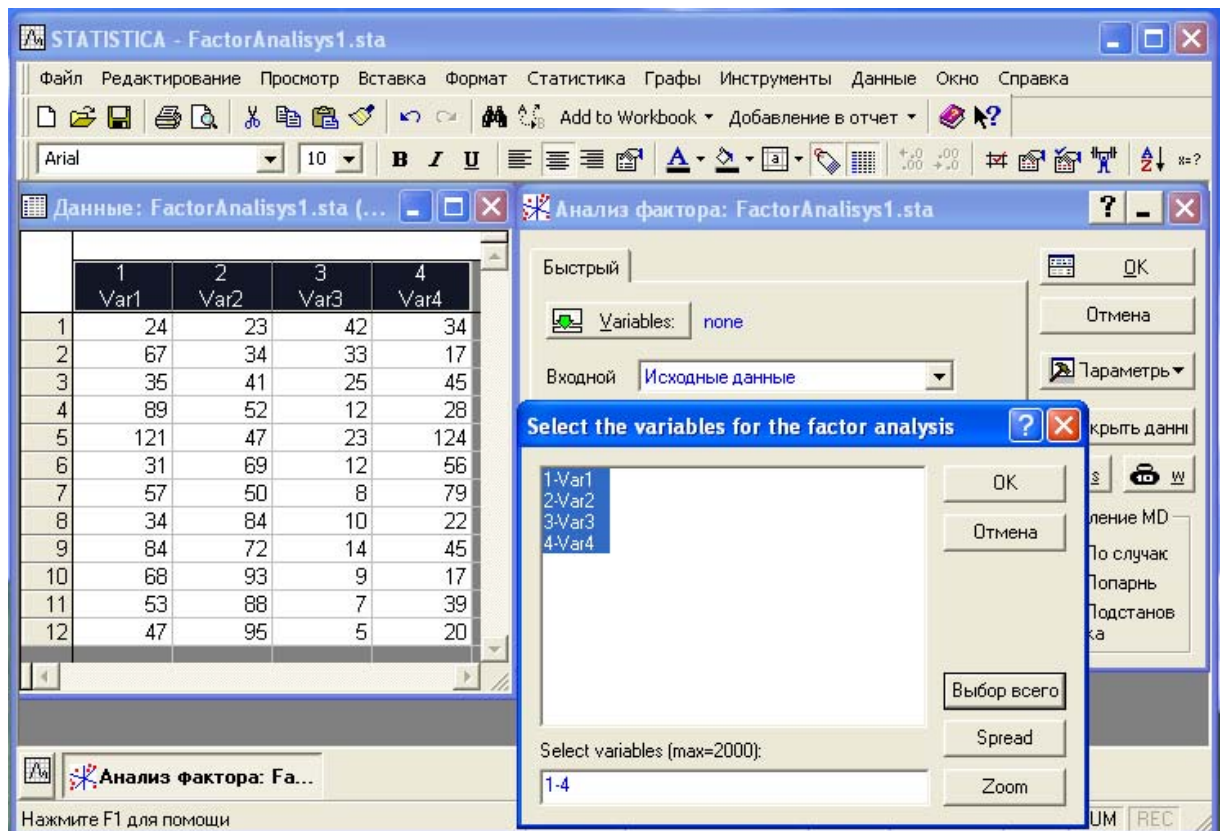 STATISTICA - FactorAnalisys1.sta
Файл Редактирование Просмотр Вставка Формат Статистика Графы Инструменты Данные Окно Справка
Add to Workbook Добавление в отчет
Arial 10 B I U
Данные: FactorAnalisys1.sta (...
1 2 3 4
Var1 Var2 Var3 Var4
1 24 23 42 34
2 67 34 33 17
3 35 41 25 45
4 89 52 12 28
5 121 47 23 124
6 31 69 12 56
7 57 50 8 79
8 34 84 10 22
9 84 72 14 45
10 68 93 9 17
11 53 88 7 39
12 47 95 5 20
Анализ фактора: FactorAnalisys1.sta
Быстрый
Variables: none
Входной Исходные данные
OK
Отмена
Параметры
крыть данн
s w
ление MD
По случак
Попарнь
Подстанов
ка
Select the variables for the factor analysis
1-Var1
2-Var2
3-Var3
4-Var4
OK
Отмена
Выбор всего
Spread
Zoom
Select variables (max=2000):
1-4
Анализ фактора: Fa...
Нажмите F1 для помощи
UM REC